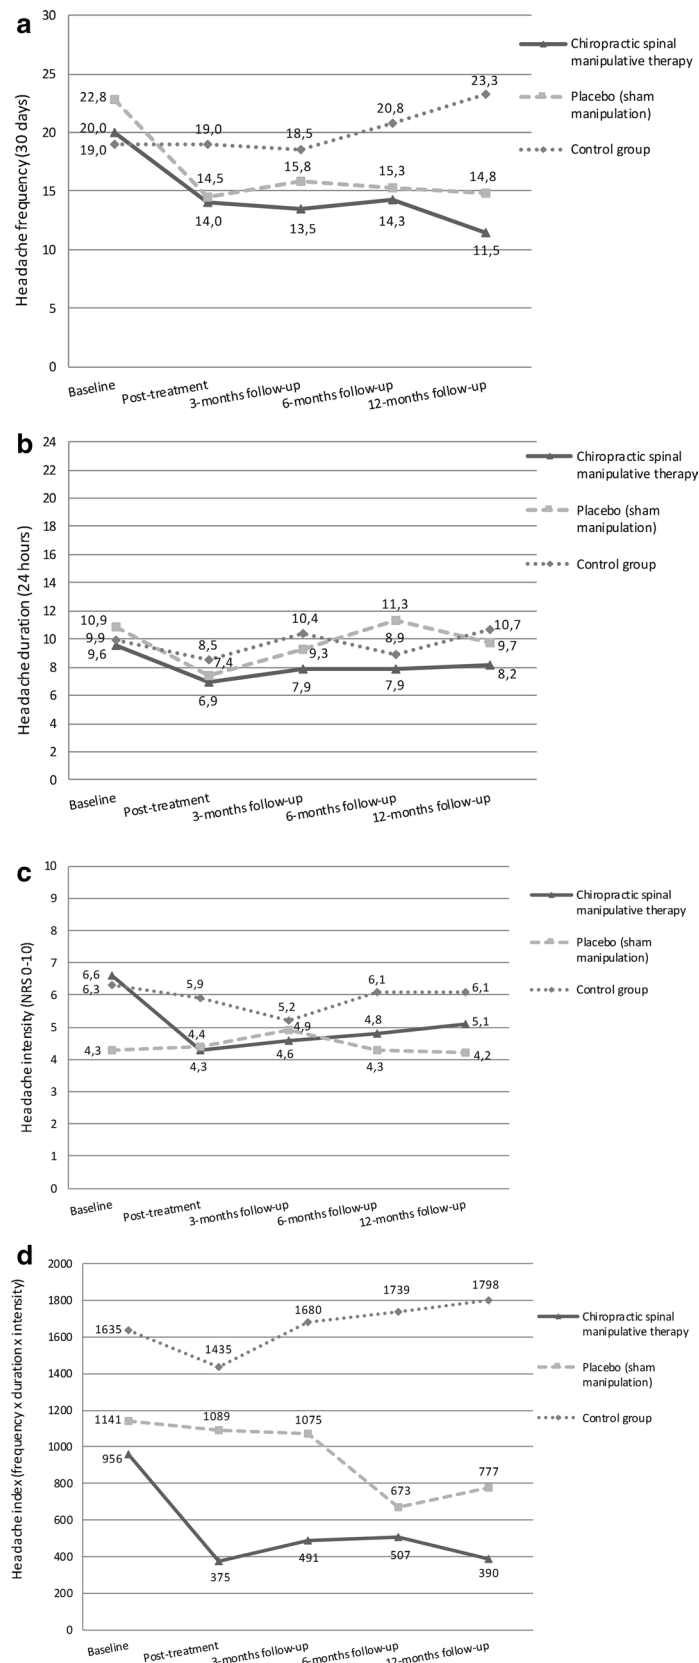 a
30
25
20
15
10
5
0
Headache frequency (30 days)
22,8
20,0
19,0
19,0
14,5
14,0
18,5
15,8
13,5
20,8
15,3
14,3
23,3
14,8
11,5
Baseline
Post-treatment
3-months follow-up
6-months follow-up
12-months follow-up
Chiropractic spinal
manipulative therapy
Placebo (sham
manipulation)
Control group
b
24
22
20
18
16
14
12
10
8
6
4
2
0
Headache duration (24 hours)
10,9
9,9
9,6
8,5
7,4
6,9
10,4
9,3
7,9
11,3
8,9
7,9
10,7
9,7
8,2
Baseline
Post-treatment
3-months follow-up
6-months follow-up
12-months follow-up
Chiropractic spinal
manipulative therapy
Placebo (sham
manipulation)
Control group
c
10
9
8
7
6
5
4
3
2
1
0
Headache intensity (NRS 0-10)
6,6
6,3
4,3
5,9
4,4
4,3
5,2
4,9
4,6
6,1
4,8
4,3
6,1
5,1
4,2
Baseline
Post-treatment
3-months follow-up
6-months follow-up
12-months follow-up
Chiropractic spinal
manipulative therapy
Placebo (sham
manipulation)
Control group
d
2000
1800
1600
1400
1200
1000
800
600
400
200
0
Headache index (frequency x duration x intensity)
1635
1141
956
1435
1089
375
1680
1075
491
1739
673
507
1798
777
390
Baseline
Post-treatment
3-months follow-up
6-months follow-up
12-months follow-up
Chiropractic spinal
manipulative therapy
Placebo (sham
manipulation)
Control group